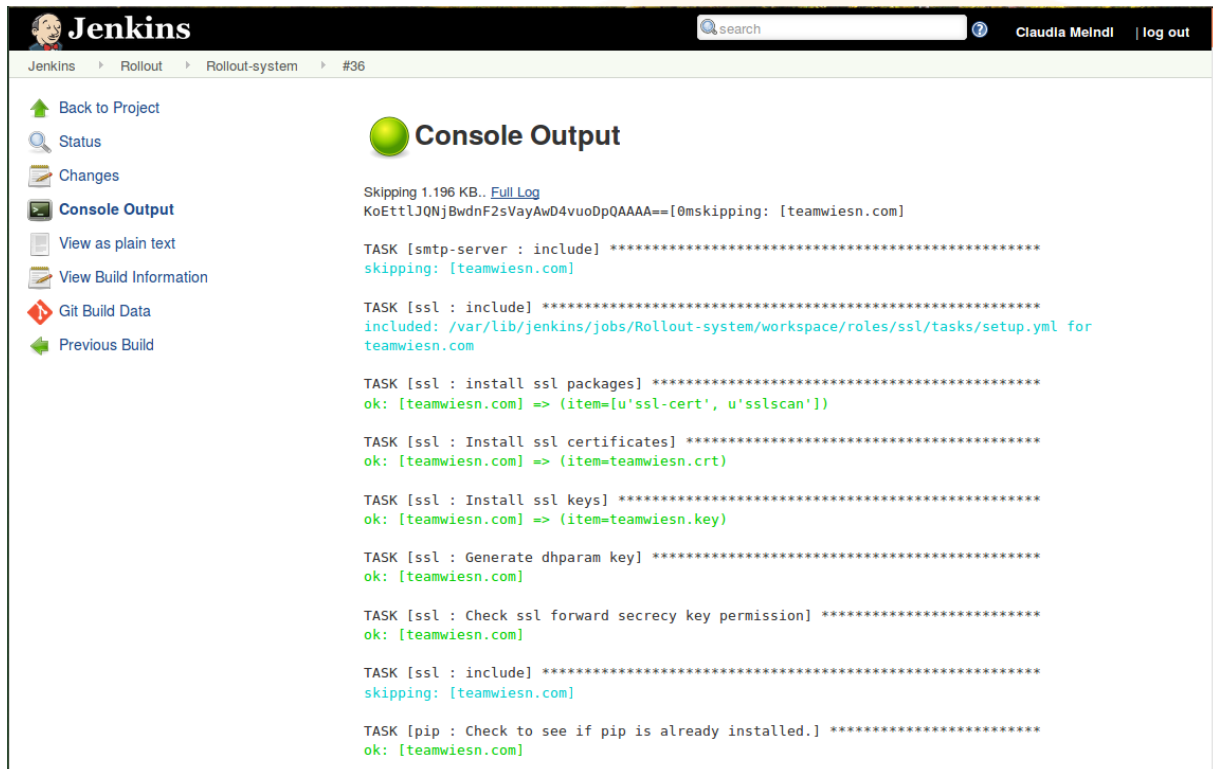 Jenkins
search
Claudia Meindl
| log out
Jenkins
Rollout
Rollout-system
#36
Back to Project
Status
Changes
Console Output
View as plain text
View Build Information
Git Build Data
Previous Build
Console Output
Skipping 1.196 KB.. Full Log
KoEttlJQNjBwdnF2sVayAwD4vuoDpQAAAA==[0mskipping: [teamwiesn.com]
TASK [smtp-server : include] ***************************************************
skipping: [teamwiesn.com]
TASK [ssl : include] ***********************************************************
included: /var/lib/jenkins/jobs/Rollout-system/workspace/roles/ssl/tasks/setup.yml for
teamwiesn.com
TASK [ssl : install ssl packages] **********************************************
ok: [teamwiesn.com] => (item=[u'ssl-cert', u'sslscan'])
TASK [ssl : Install ssl certificates] ******************************************
ok: [teamwiesn.com] => (item=teamwiesn.crt)
TASK [ssl : Install ssl keys] **************************************************
ok: [teamwiesn.com] => (item=teamwiesn.key)
TASK [ssl : Generate dhparam key] **********************************************
ok: [teamwiesn.com]
TASK [ssl : Check ssl forward secrecy key permission] **************************
ok: [teamwiesn.com]
TASK [ssl : include] ***********************************************************
skipping: [teamwiesn.com]
TASK [pip : Check to see if pip is already installed.] *************************
ok: [teamwiesn.com]